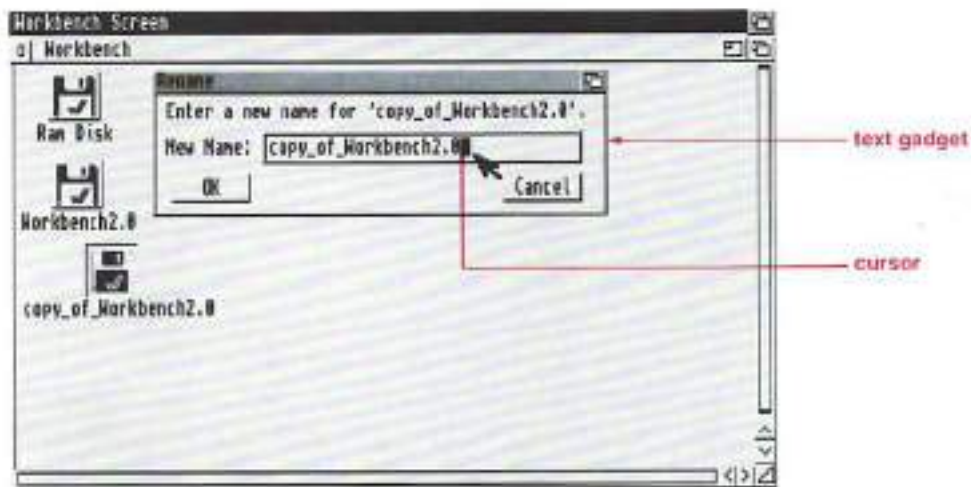 Workbench Screen
Workbench
Rename
Enter a new name for 'copy_of_Workbench2.0'.
New Name: copy_of_Workbench2.0
OK
Cancel
Ram Disk
Workbench2.0
copy_of_Workbench2.0
text gadget
cursor